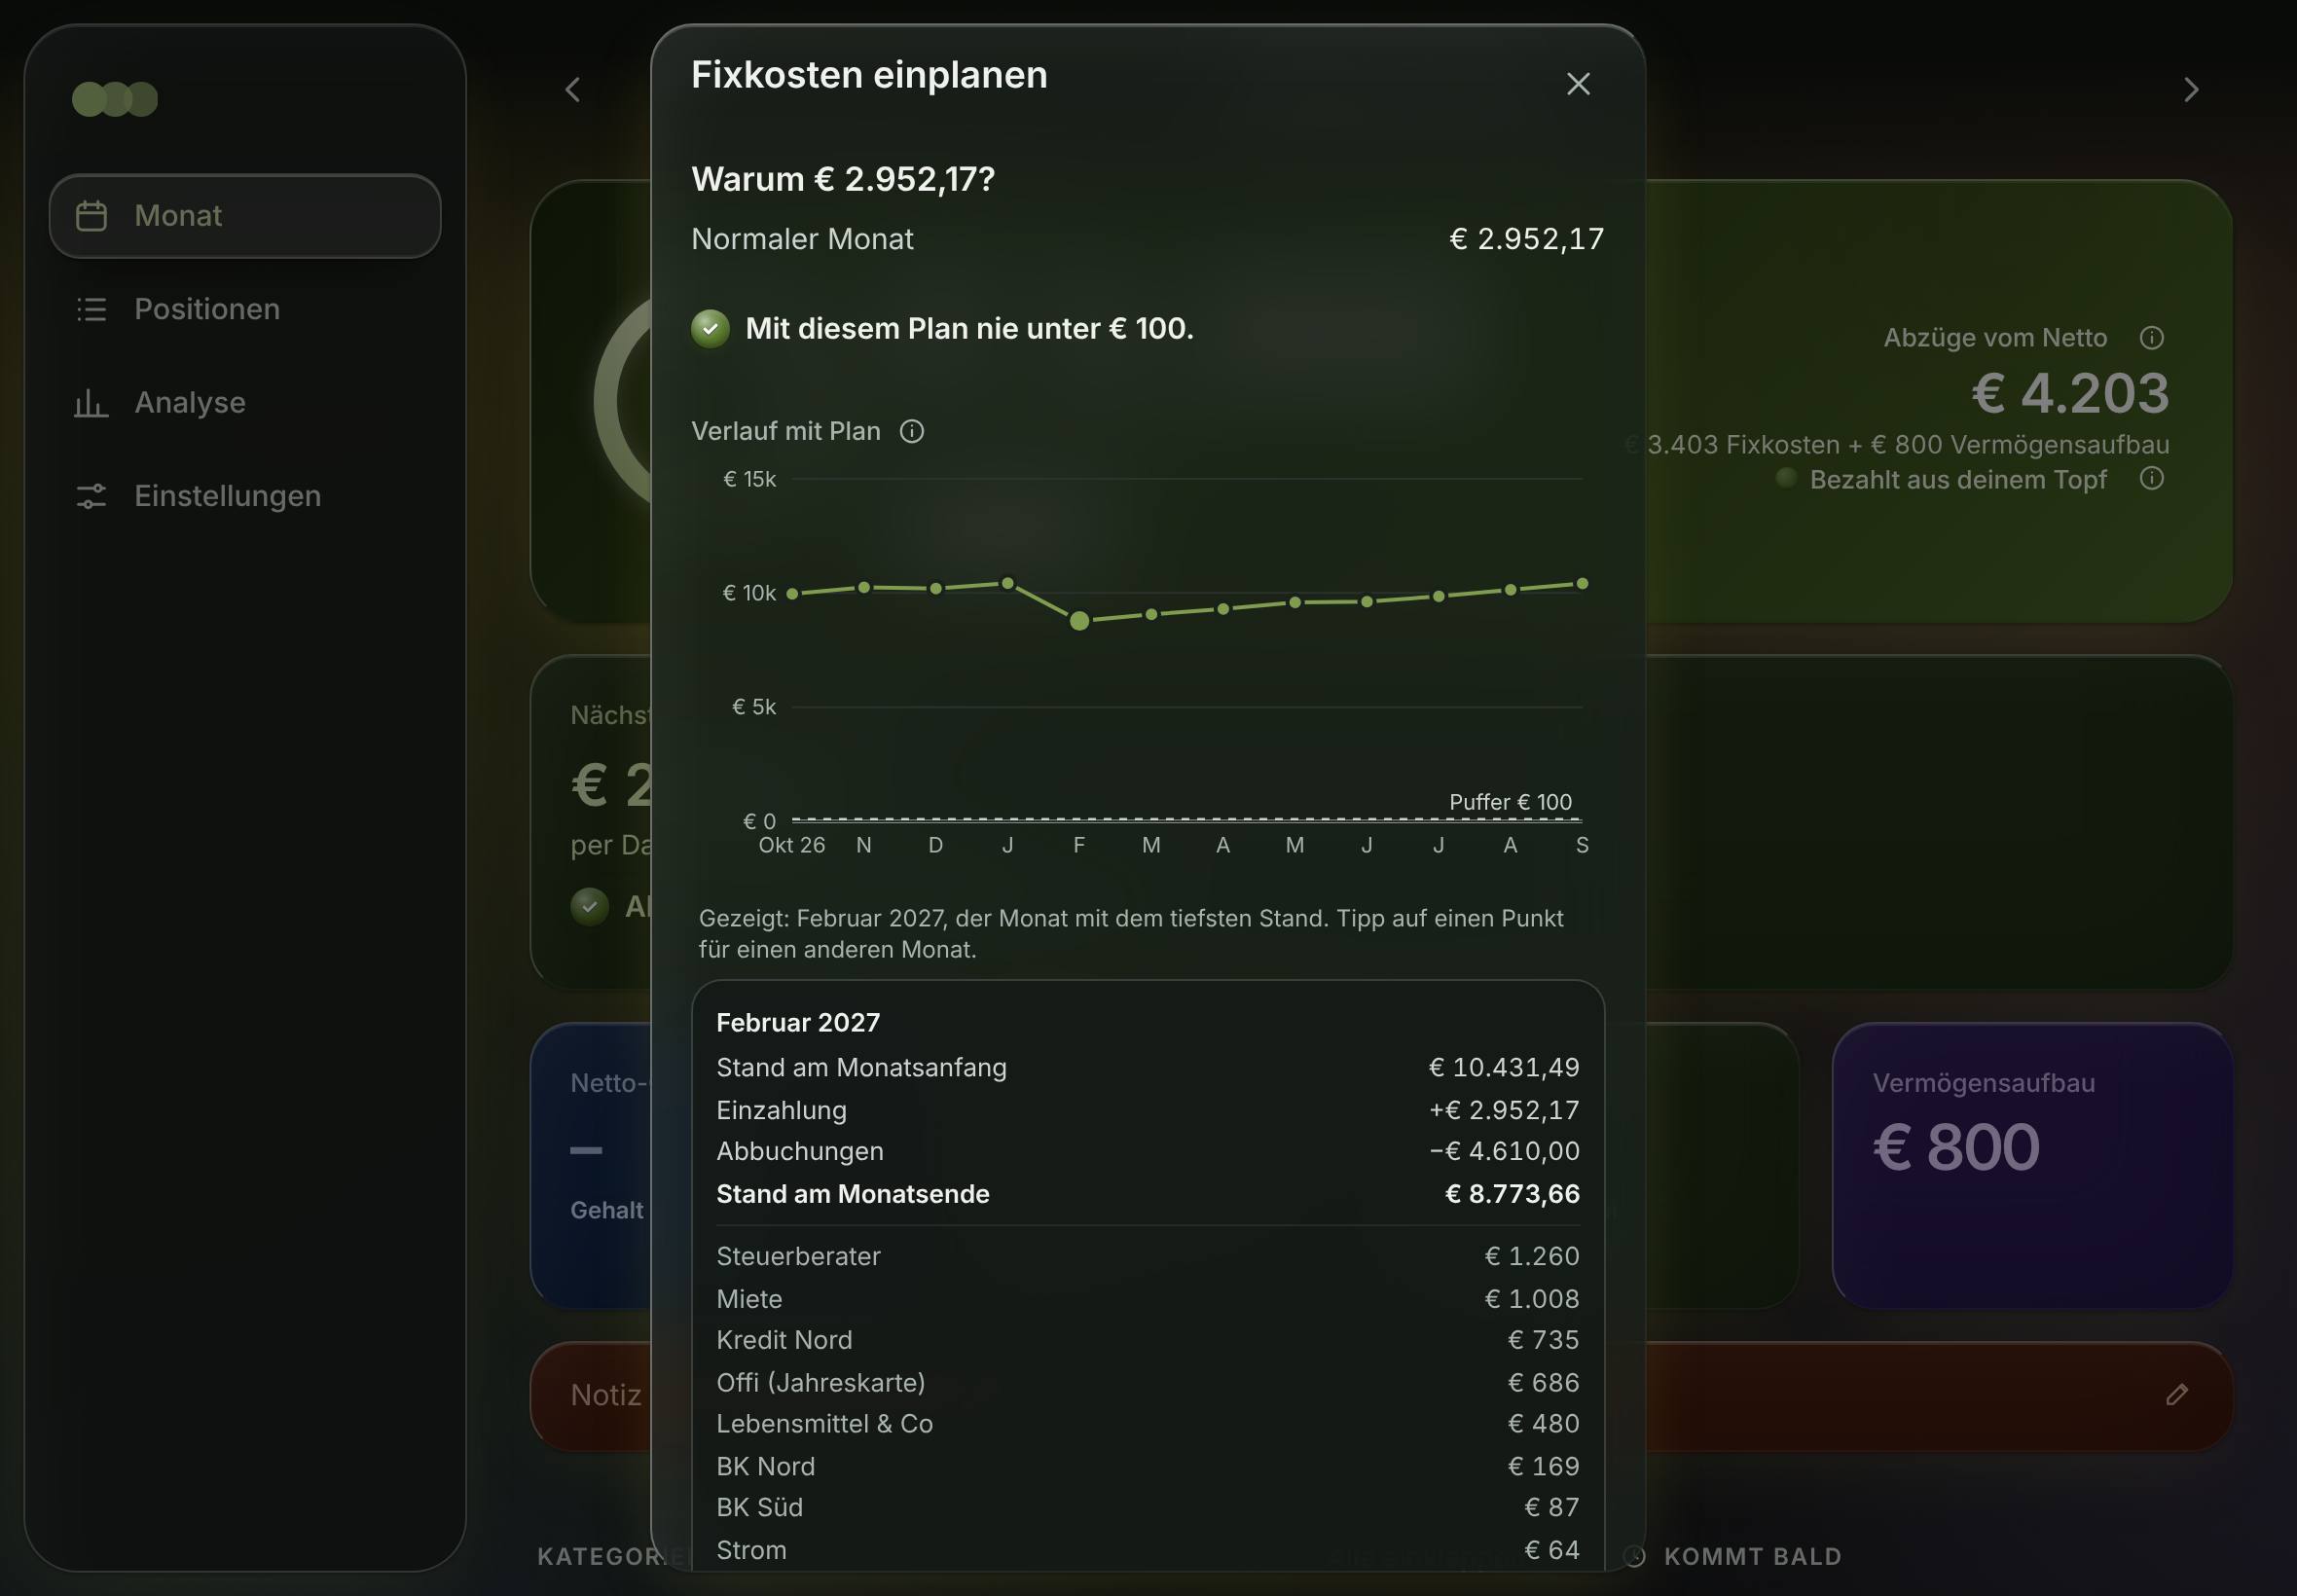 Fixkosten einplanen
Monat
Positionen
Analyse
Einstellungen
Warum € 2.952,17?
Normaler Monat € 2.952,17
Mit diesem Plan nie unter € 100.
Verlauf mit Plan
€ 15k
€ 10k
€ 5k
Puffer € 100
€ 0
Okt 26 N D J F M A M J J A S
Gezeigt: Februar 2027, der Monat mit dem tiefsten Stand. Tipp auf einen Punkt
für einen anderen Monat.
Februar 2027
Stand am Monatsanfang € 10.431,49
Einzahlung +€ 2.952,17
Abbuchungen −€ 4.610,00
Stand am Monatsende € 8.773,66
Steuerberater € 1.260
Miete € 1.008
Kredit Nord € 735
Offi (Jahreskarte) € 686
Lebensmittel & Co € 480
BK Nord € 169
BK Süd € 87
Strom € 64
Abzüge vom Netto
€ 4.203
€ 3.403 Fixkosten + € 800 Vermögensaufbau
Bezahlt aus deinem Topf
€ 2
per
Netto-
Gehalt
Vermögensaufbau
€ 800
Notiz
KOMMT BALD